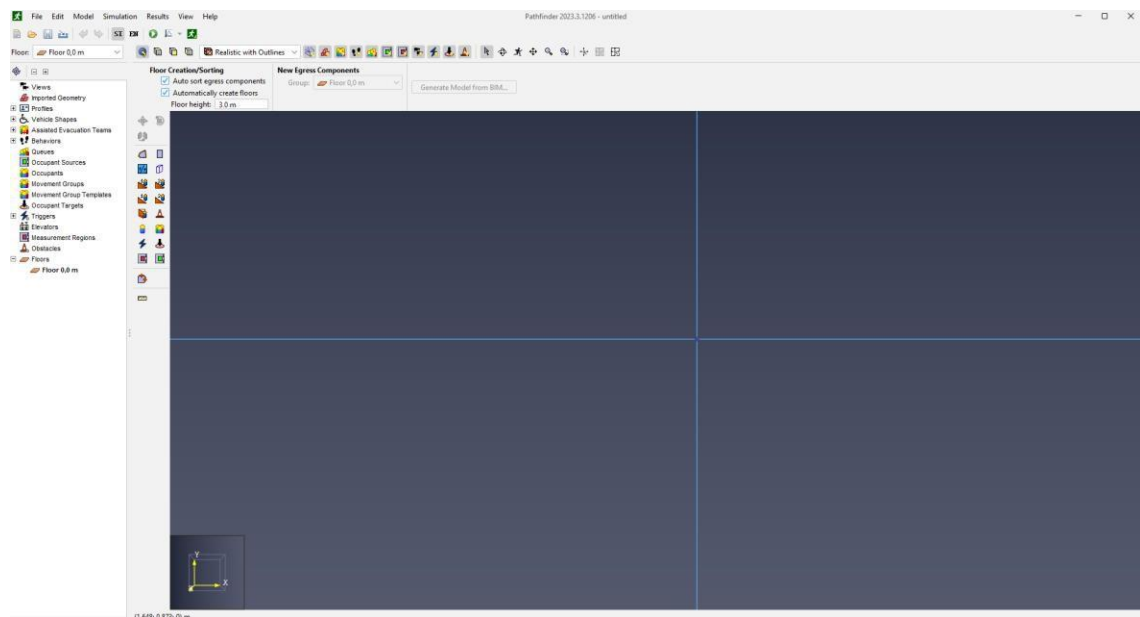 File Edit Model Simulation Results View Help
Pathfinder 2023.3.1206 - untitled
SI EN
Floor: Floor 0,0 m
Realistic with Outlines
Views
Imported Geometry
Profiles
Vehicle Shapes
Assisted Evacuation Teams
Behaviors
Queues
Occupant Sources
Occupants
Movement Groups
Movement Group Templates
Occupant Targets
Triggers
Elevators
Measurement Regions
Obstacles
Floors
Floor 0,0 m
Floor Creation/Sorting
Auto sort egress components
Automatically create floors
Floor height: 3.0 m
New Egress Components
Group: Floor 0,0 m
Generate Model from BIM...
Y
X